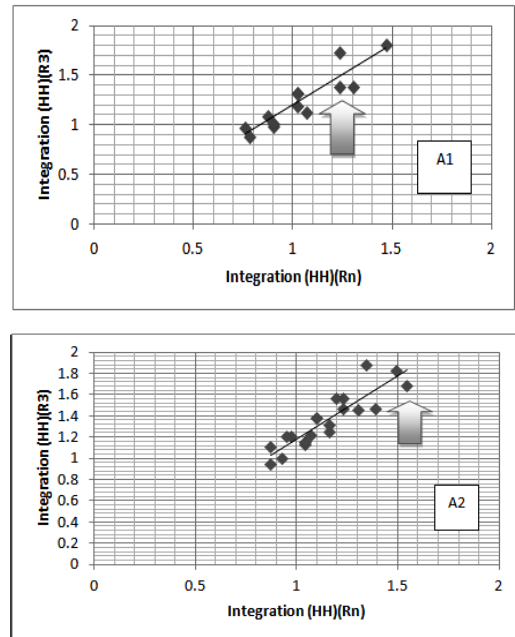 2
1.5
1
0.5
0
Integration (HH)(R3)
A1
0 0.5 1 1.5 2
Integration (HH)(Rn)
2
1.8
1.6
1.4
1.2
1
0.8
0.6
0.4
0.2
0
Integration (HH)(R3)
A2
0 0.5 1 1.5 2
Integration (HH)(Rn)